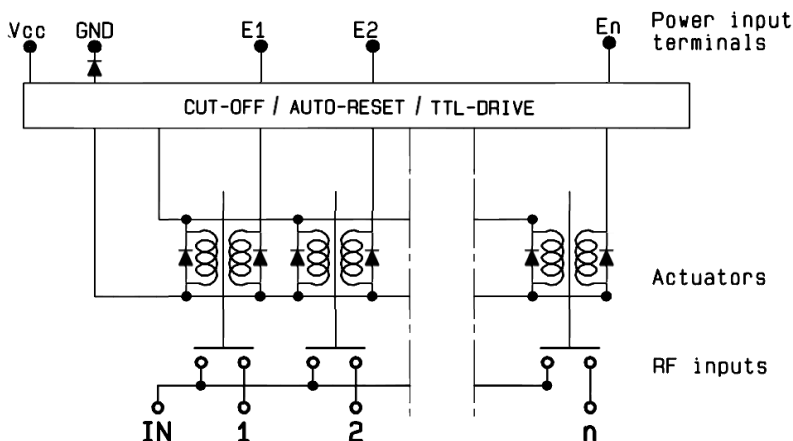 Vcc GND E1 E2 En Power input
terminals
CUT-OFF / AUTO-RESET / TTL-DRIVE
Actuators
RF inputs
IN 1 2 n